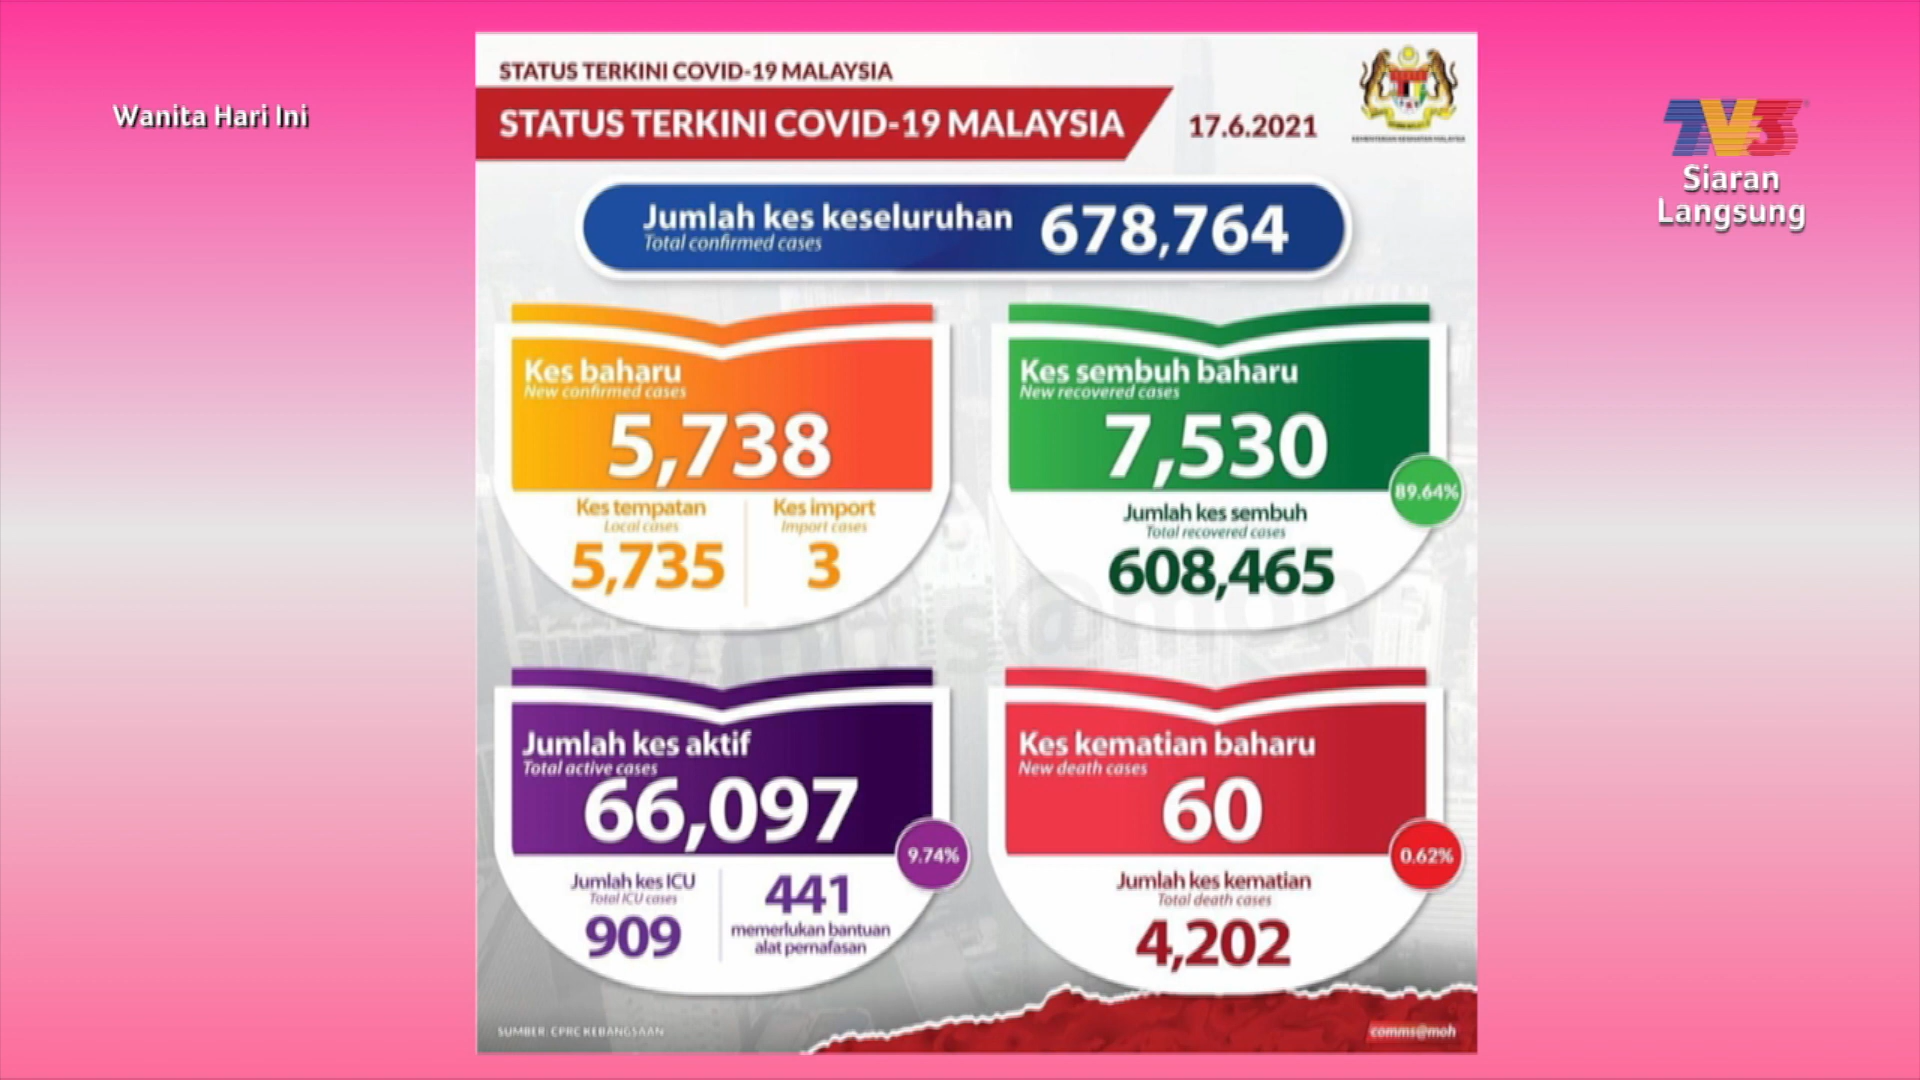 Wanita Hari Ini
STATUS TERKINI COVID-19 MALAYSIA
STATUS TERKINI COVID-19 MALAYSIA
17.6.2021
KEMENTERIAN KESIHATAN MALAYSIA
TV3
Siaran
Langsung
Jumlah kes keseluruhan
Total confirmed cases
678,764
Kes baharu
New confirmed cases
5,738
Kes tempatan
Local cases
5,735
Kes import
Import cases
3
Kes sembuh baharu
New recovered cases
7,530
89.64%
Jumlah kes sembuh
Total recovered cases
608,465
Jumlah kes aktif
Total active cases
66,097
9.74%
Jumlah kes ICU
Total ICU cases
909
441
memerlukan bantuan
alat pernafasan
Kes kematian baharu
New death cases
60
0.62%
Jumlah kes kematian
Total death cases
4,202
SUMBER: CPRC KEBANGSAAN
comms@moh